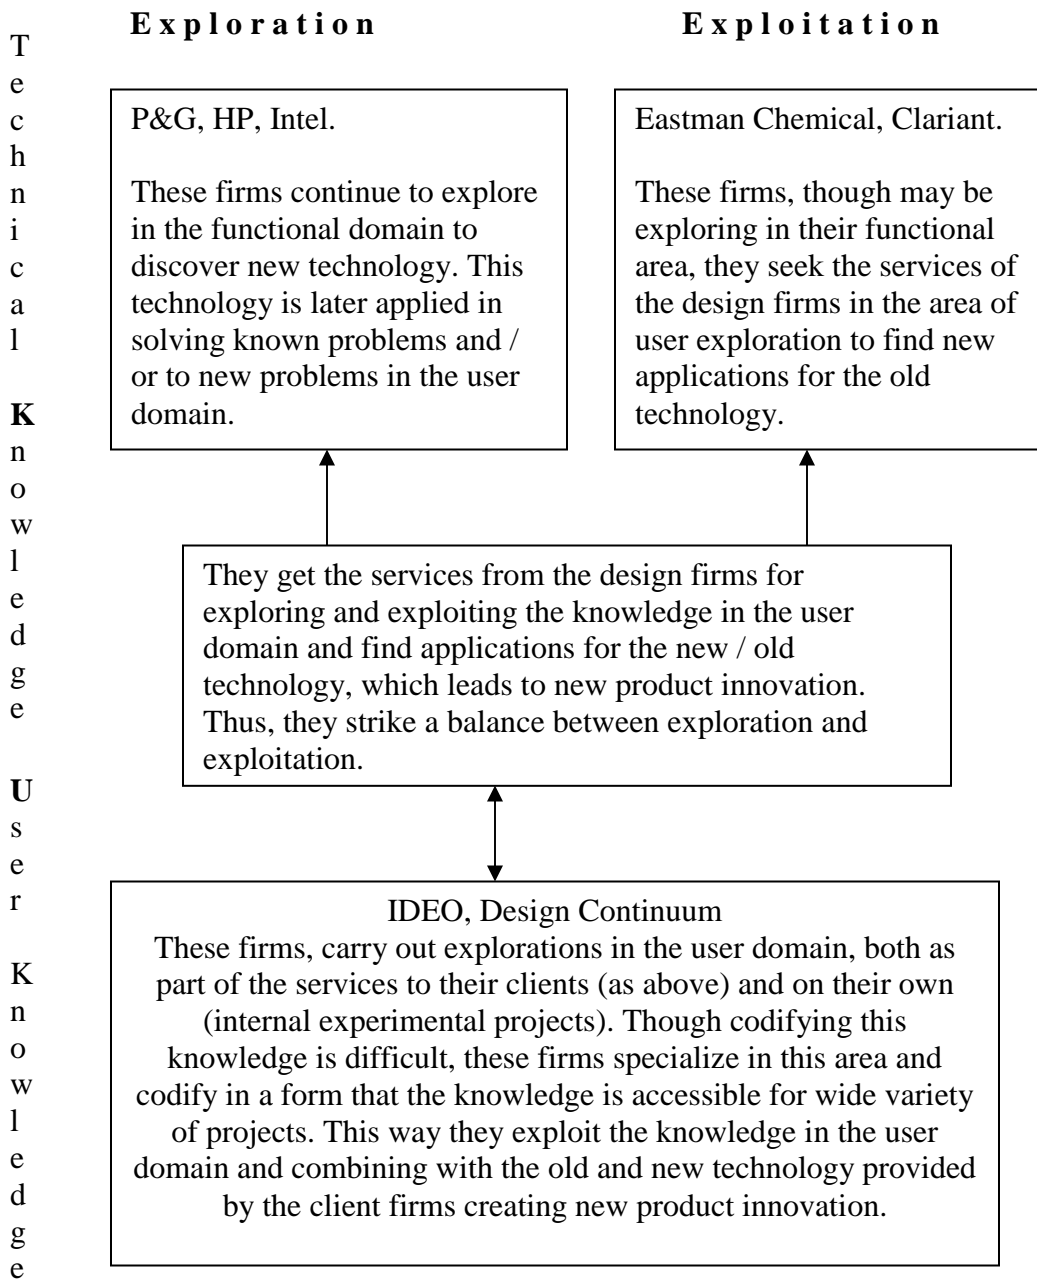 Exploration
Exploitation
Technical Knowledge
P&G, HP, Intel.
These firms continue to explore
in the functional domain to
discover new technology. This
technology is later applied in
solving known problems and /
or to new problems in the user
domain.
Eastman Chemical, Clariant.
These firms, though may be
exploring in their functional
area, they seek the services of
the design firms in the area of
user exploration to find new
applications for the old
technology.
They get the services from the design firms for
exploring and exploiting the knowledge in the user
domain and find applications for the new / old
technology, which leads to new product innovation.
Thus, they strike a balance between exploration and
exploitation.
User Knowledge
IDEO, Design Continuum
These firms, carry out explorations in the user domain, both as
part of the services to their clients (as above) and on their own
(internal experimental projects). Though codifying this
knowledge is difficult, these firms specialize in this area and
codify in a form that the knowledge is accessible for wide variety
of projects. This way they exploit the knowledge in the user
domain and combining with the old and new technology provided
by the client firms creating new product innovation.